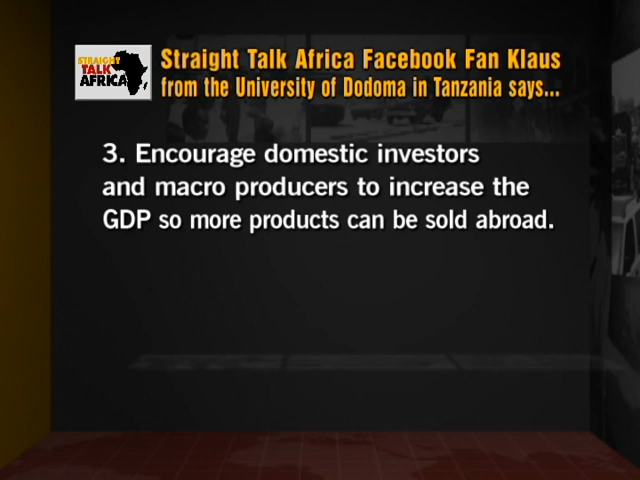 STRAIGHT
TALK
AFRICA
Straight Talk Africa Facebook Fan Klaus
from the University of Dodoma in Tanzania says...
3. Encourage domestic investors
and macro producers to increase the
GDP so more products can be sold abroad.